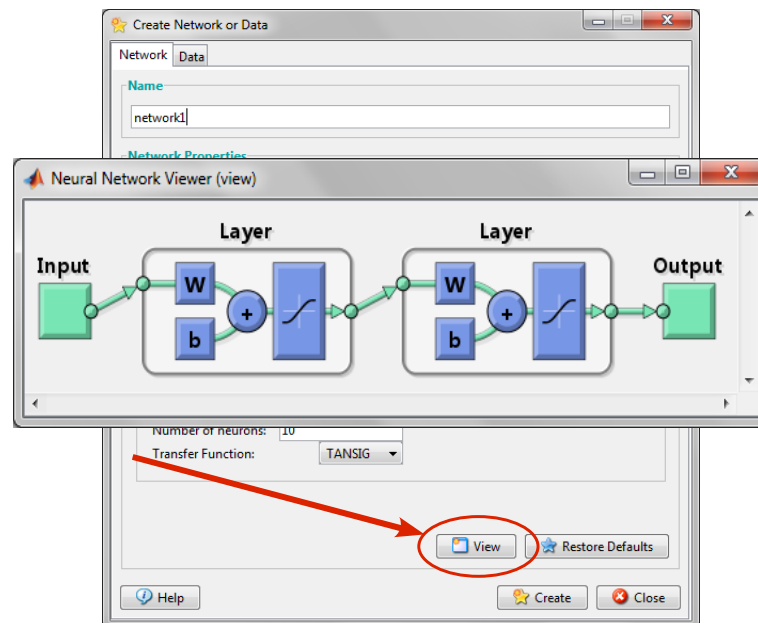 Create Network or Data
Network Data
Name
network1
Network Properties
Neural Network Viewer (view)
Layer Layer
Input Output
W W
+ +
b b
Number of neurons: 10
Transfer Function: TANSIG
View Restore Defaults
Help Create Close